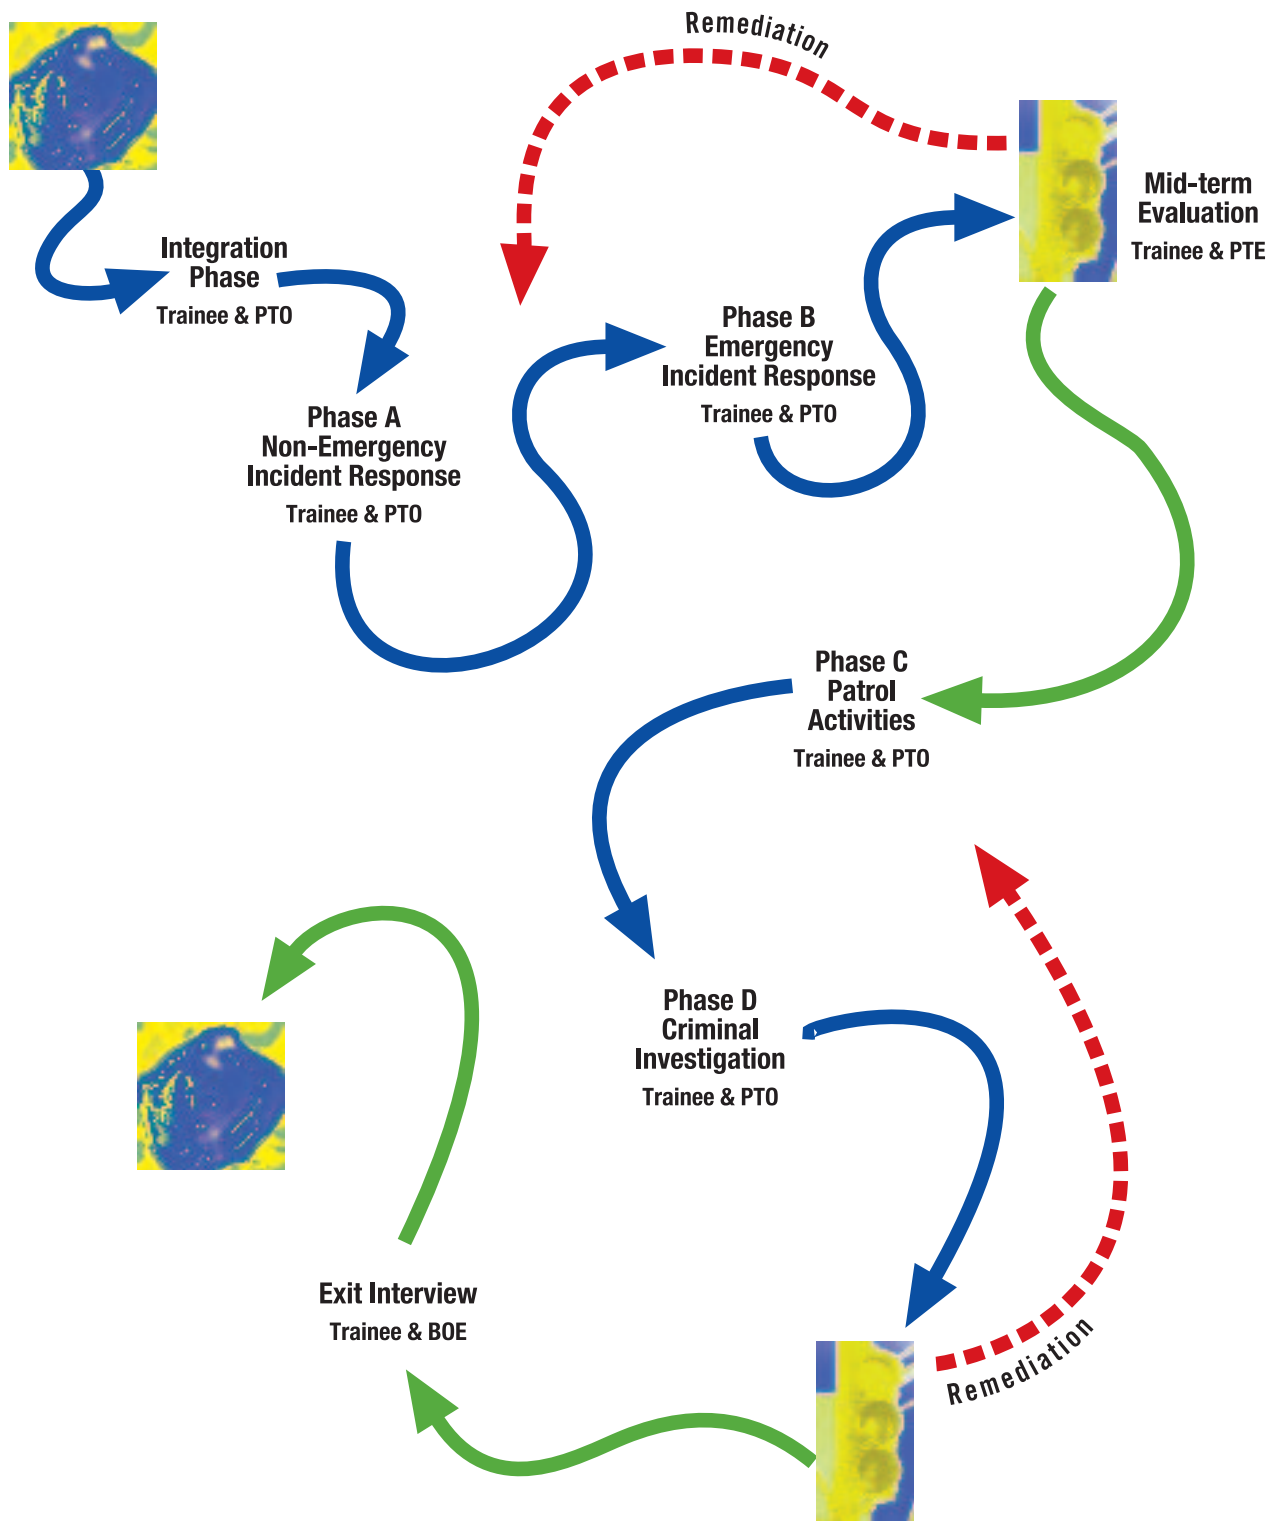 Remediation
Mid-term
Evaluation
Trainee & PTE
Integration
Phase
Trainee & PTO
Phase B
Emergency
Incident Response
Trainee & PTO
Phase A
Non-Emergency
Incident Response
Trainee & PTO
Phase C
Patrol
Activities
Trainee & PTO
Phase D
Criminal
Investigation
Trainee & PTO
Exit Interview
Trainee & BOE
Remediation